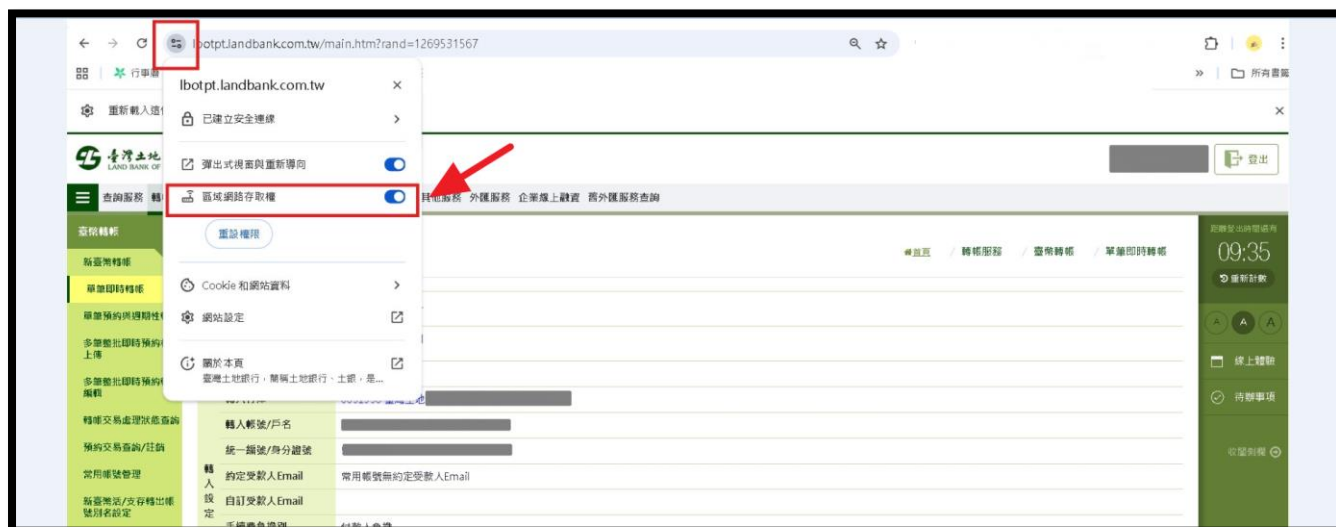 botpt.landbank.com.tw/main.htm?rand=1269531567
行事曆
所有書籤
重新載入這
lbotpt.landbank.com.tw
已建立安全連線
彈出式視窗與重新導向
區域網路存取權
重設權限
Cookie 和網站資料
網站設定
關於本頁
臺灣土地銀行,簡稱土地銀行、土銀,是...
臺灣土地
LAND BANK OF
登出
查詢服務
其他服務 外匯服務 企業線上融資 舊外匯服務查詢
臺幣轉帳
新臺幣轉帳
單筆即時轉帳
單筆預約與週期性
多筆整批即時預約
上傳
多筆整批即時預約
編輯
轉帳交易處理狀態查詢
預約交易查詢/註銷
常用帳號管理
新臺幣活/支存轉出帳
號別名設定
首頁 / 轉帳服務 / 臺幣轉帳 / 單筆即時轉帳
轉入設定
轉入帳號/戶名
統一編號/身分證號
約定受款人Email 常用帳號無約定受款人Email
自訂受款人Email
距離登出時間還有
09:35
重新計數
A A A
線上體驗
待辦事項
收闔側欄